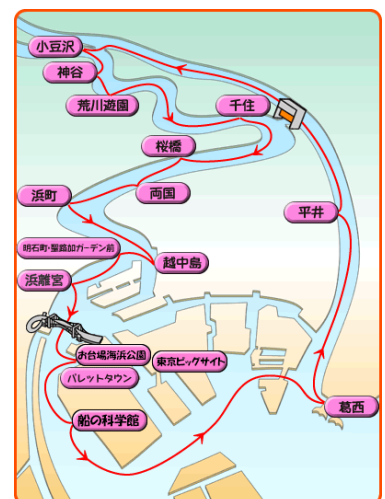 小豆沢
神谷
荒川遊園
千住
桜橋
両国
浜町
平井
明石町・聖路加ガーデン前
越中島
浜離宮
お台場海浜公園
東京ビッグサイト
パレットタウン
船の科学館
葛西